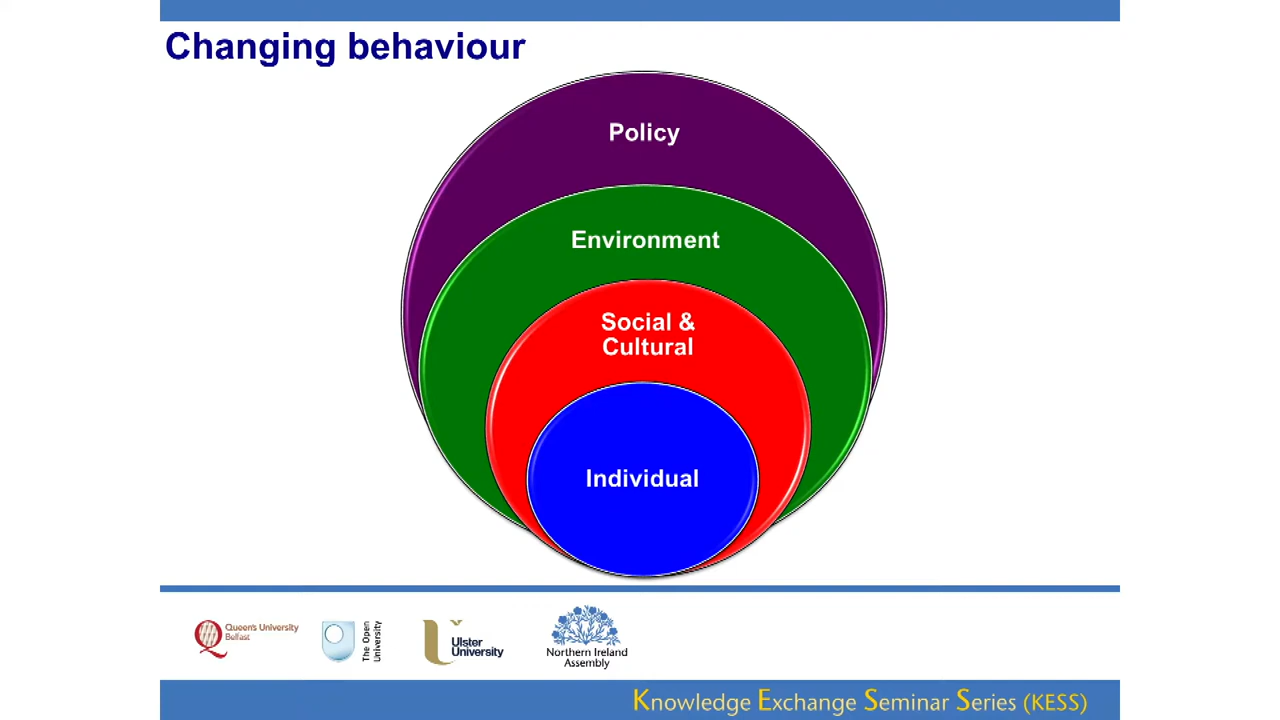 Changing behaviour
Policy
Environment
Social &
Cultural
Individual
Queen's University
Belfast
The Open
University
Ulster
University
Northern Ireland
Assembly
Knowledge Exchange Seminar Series (KESS)